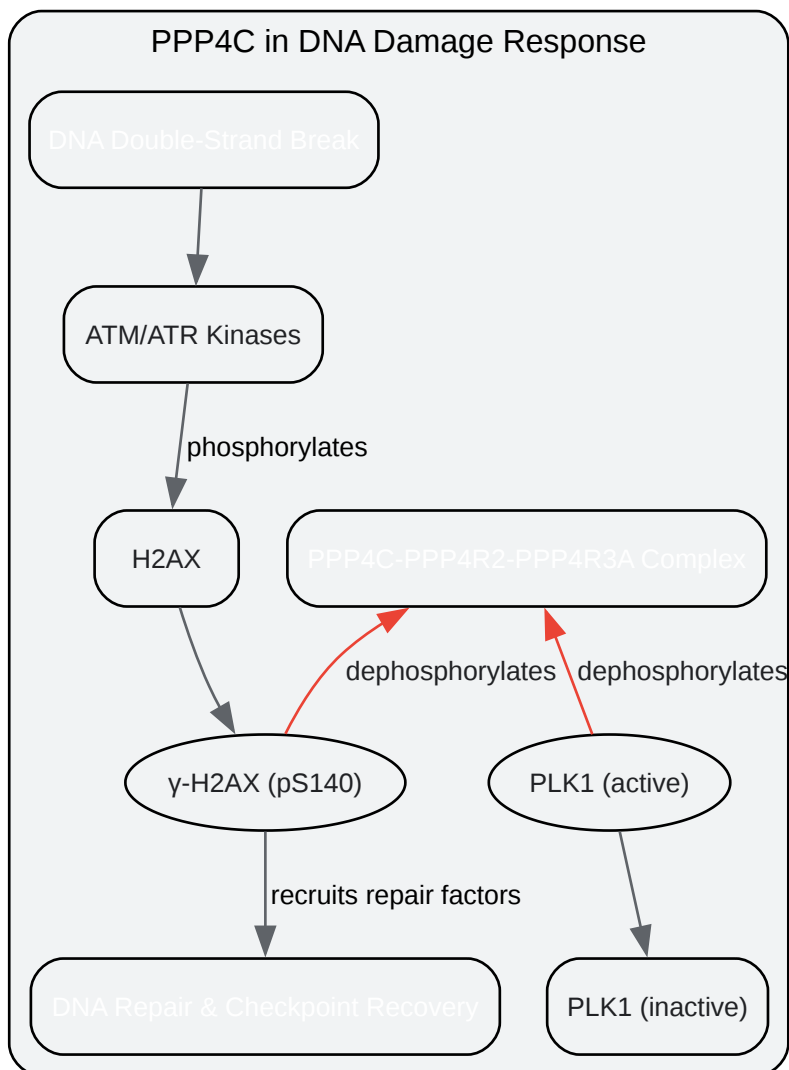 PPP4C in DNA Damage Response
DNA Double-Strand Break
ATM/ATR Kinases
phosphorylates
H2AX
PPP4C-PPP4R2-PPP4R3A Complex
dephosphorylates
dephosphorylates
γ-H2AX (pS140)
PLK1 (active)
recruits repair factors
DNA Repair & Checkpoint Recovery
PLK1 (inactive)